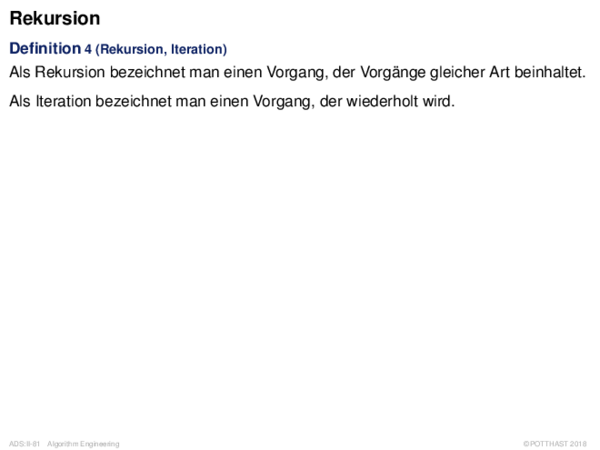 Rekursion
Definition 4 (Rekursion, Iteration)
Als Rekursion bezeichnet man einen Vorgang, der Vorgänge gleicher Art beinhaltet.
Als Iteration bezeichnet man einen Vorgang, der wiederholt wird.
ADS:II-81 Algorithm Engineering
©POTTHAST 2018